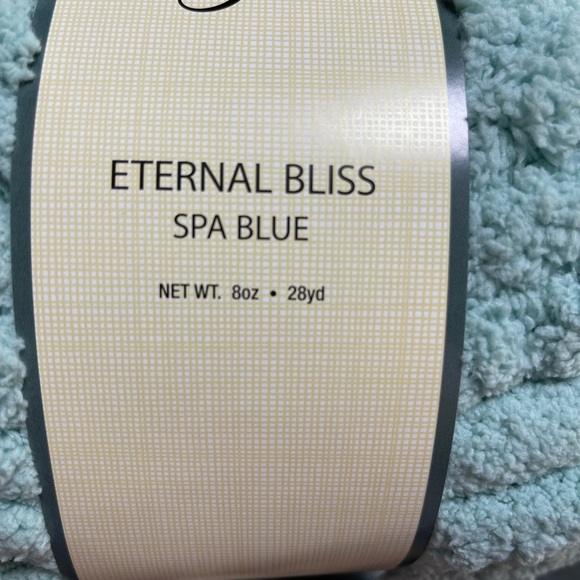 ETERNAL BLISS
SPA BLUE
NET WT. 8oz • 28yd